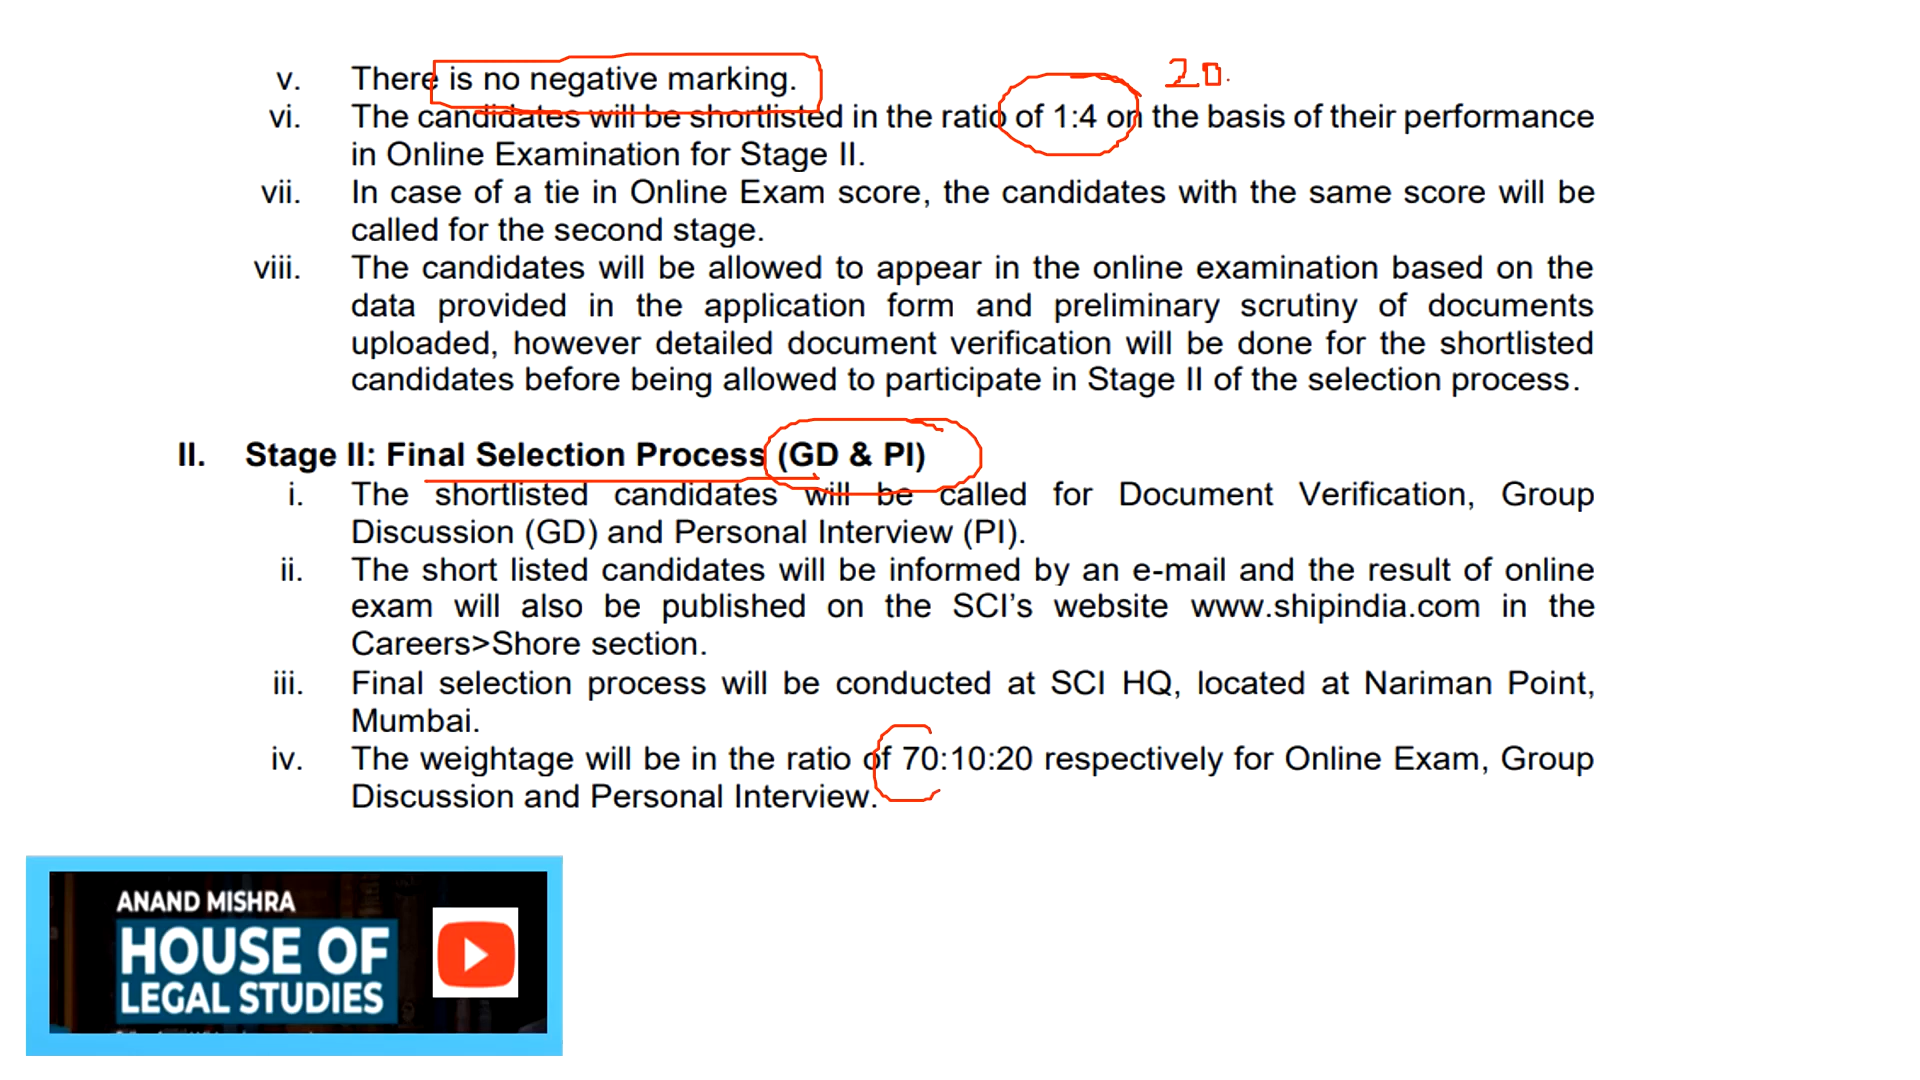 v. There is no negative marking.
20.
vi. The candidates will be shortlisted in the ratio of 1:4 on the basis of their performance
in Online Examination for Stage II.
vii. In case of a tie in Online Exam score, the candidates with the same score will be
called for the second stage.
viii. The candidates will be allowed to appear in the online examination based on the
data provided in the application form and preliminary scrutiny of documents
uploaded, however detailed document verification will be done for the shortlisted
candidates before being allowed to participate in Stage II of the selection process.
II. Stage II: Final Selection Process (GD & PI)
i. The shortlisted candidates will be called for Document Verification, Group
Discussion (GD) and Personal Interview (PI).
ii. The short listed candidates will be informed by an e-mail and the result of online
exam will also be published on the SCI's website www.shipindia.com in the
Careers>Shore section.
iii. Final selection process will be conducted at SCI HQ, located at Nariman Point,
Mumbai.
iv. The weightage will be in the ratio of 70:10:20 respectively for Online Exam, Group
Discussion and Personal Interview.
ANAND MISHRA
HOUSE OF
LEGAL STUDIES